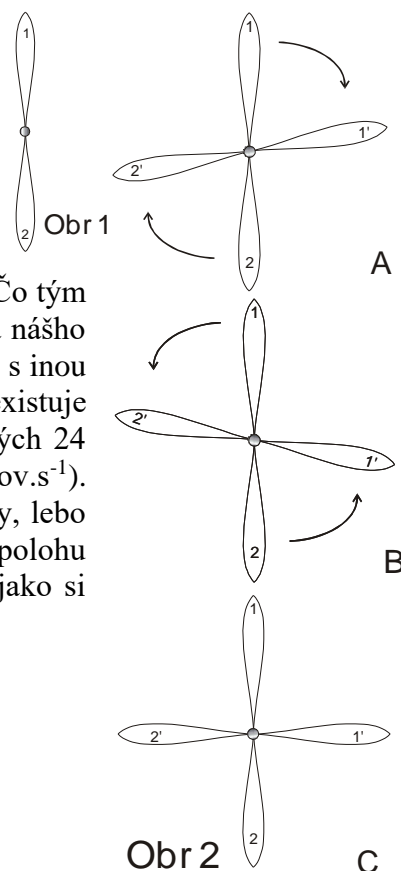 1
2
Obr 1
1
1'
2'
2
A
Čo tým
nášho
s inou
existuje
ých 24
ov.s⁻¹).
y, lebo
polohu
jako si
1
2'
1'
2
B
1
2'
1'
2
Obr 2
C